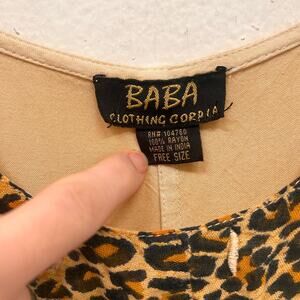 BABA
CLOTHING CORP I.A
RN# 104760
100% RAYON
MADE IN INDIA
FREE SIZE